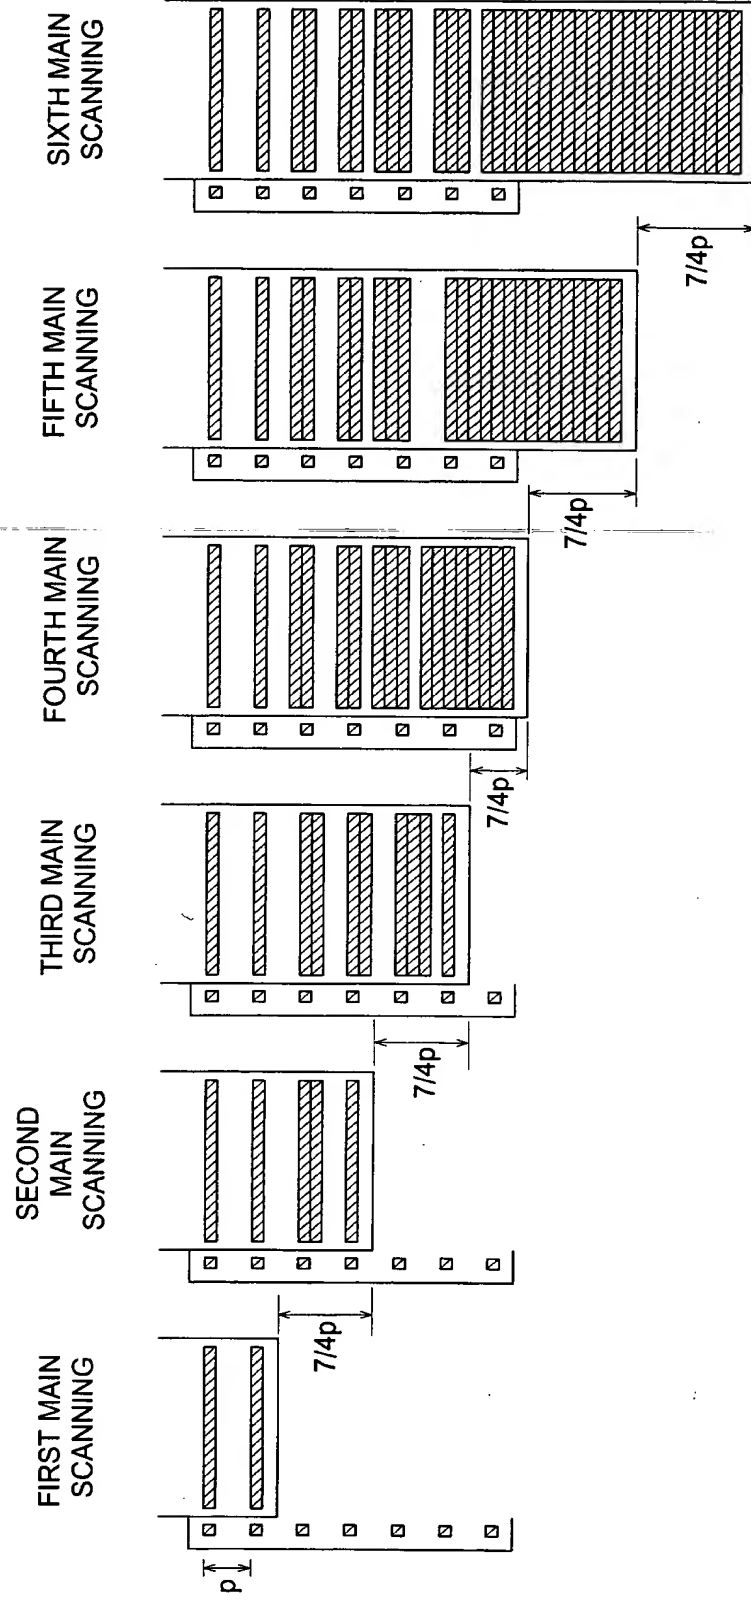 FIRST MAIN
SCANNING
p
7/4p
SECOND
MAIN
SCANNING
7/4p
THIRD MAIN
SCANNING
7/4p
FOURTH MAIN
SCANNING
7/4p
FIFTH MAIN
SCANNING
7/4p
SIXTH MAIN
SCANNING